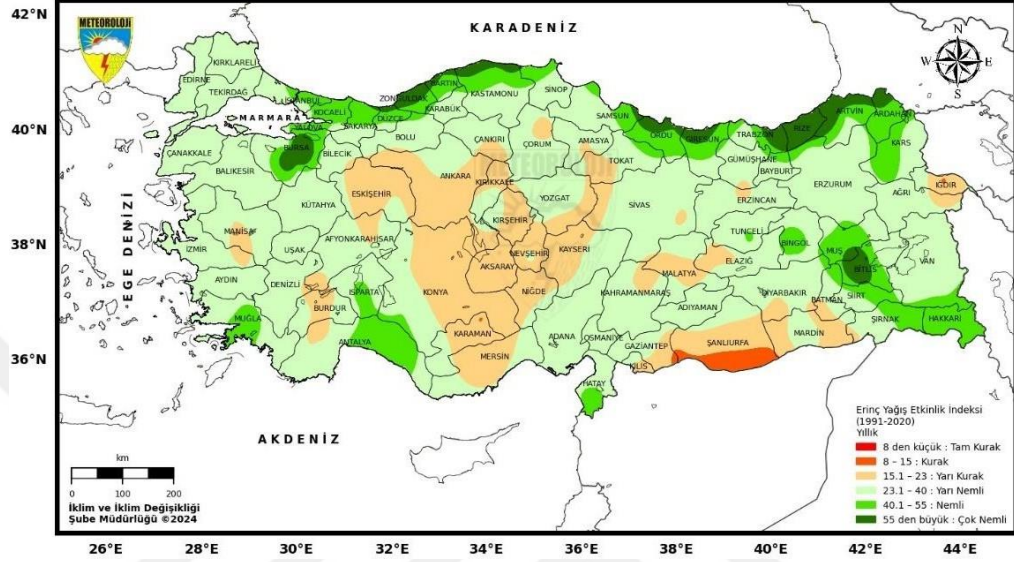 42°N
40°N
38°N
36°N
METEOROLOJİ
KARADENİZ
N
W E
S
KIRKLARELİ
EDİRNE
TEKİRDAĞ
İSTANBUL
KOCAELİ
MARMARA
YALOVA
SAKARYA
DÜZCE
ZONGULDAK
BARTIN
KARABÜK
KASTAMONU
SİNOP
SAMSUN
ORDU
GİRESUN
TRABZON
RİZE
ARTVİN
ARDAHAN
ÇANAKKALE
BALIKESİR
BURSA
BİLECİK
BOLU
ÇANKIRI
ÇORUM
AMASYA
METEOROLOJİ
TOKAT
GÜMÜŞHANE
BAYBURT
KARS
ESKİŞEHİR
ANKARA
KIRIKKALE
YOZGAT
SİVAS
ERZİNCAN
ERZURUM
AĞRI
IĞDIR
EGE DENİZİ
KÜTAHYA
MANİSA
İZMİR
UŞAK
AFYONKARAHİSAR
KIRŞEHİR
NEVŞEHİR
KAYSERİ
AKSARAY
NİĞDE
MALATYA
ELAZIĞ
TUNCELİ
BİNGÖL
MUŞ
BİTLİS
VAN
AYDIN
DENİZLİ
ISPARTA
BURDUR
KONYA
KAHRAMANMARAŞ
ADIYAMAN
DİYARBAKIR
BATMAN
SİİRT
MUĞLA
ANTALYA
KARAMAN
MERSİN
ADANA
OSMANİYE
GAZİANTEP
KİLİS
ŞANLIURFA
MARDİN
ŞIRNAK
HAKKARİ
HATAY
AKDENİZ
km
0 100 200
İklim ve İklim Değişikliği
Şube Müdürlüğü ©2024
Erinç Yağış Etkinlik İndeksi
(1991-2020)
Yıllık
8 den küçük : Tam Kurak
8 – 15 : Kurak
15.1 – 23 : Yarı Kurak
23.1 – 40 : Yarı Nemli
40.1 – 55 : Nemli
55 den büyük : Çok Nemli
26°E 28°E 30°E 32°E 34°E 36°E 38°E 40°E 42°E 44°E